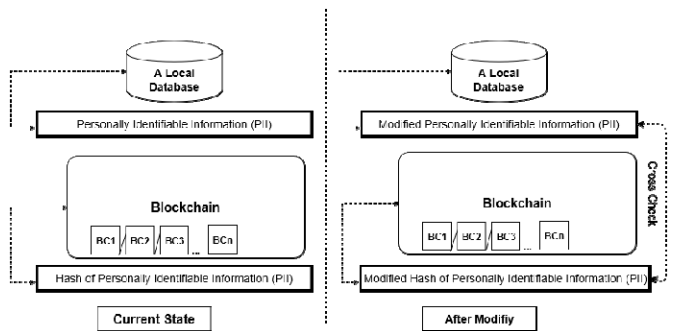 A Local
Database
Personally Identifiable Information (PII)
Blockchain
BC1 BC2 BC3 ... BCn
Hash of Personally Identifiable Information (PII)
Current State
A Local
Database
Modified Personally Identifiable Information (PII)
Blockchain
BC1 BC2 BC3 ... BCn
Modified Hash of Personally Identifiable Information (PII)
Cross Check
After Modifiy